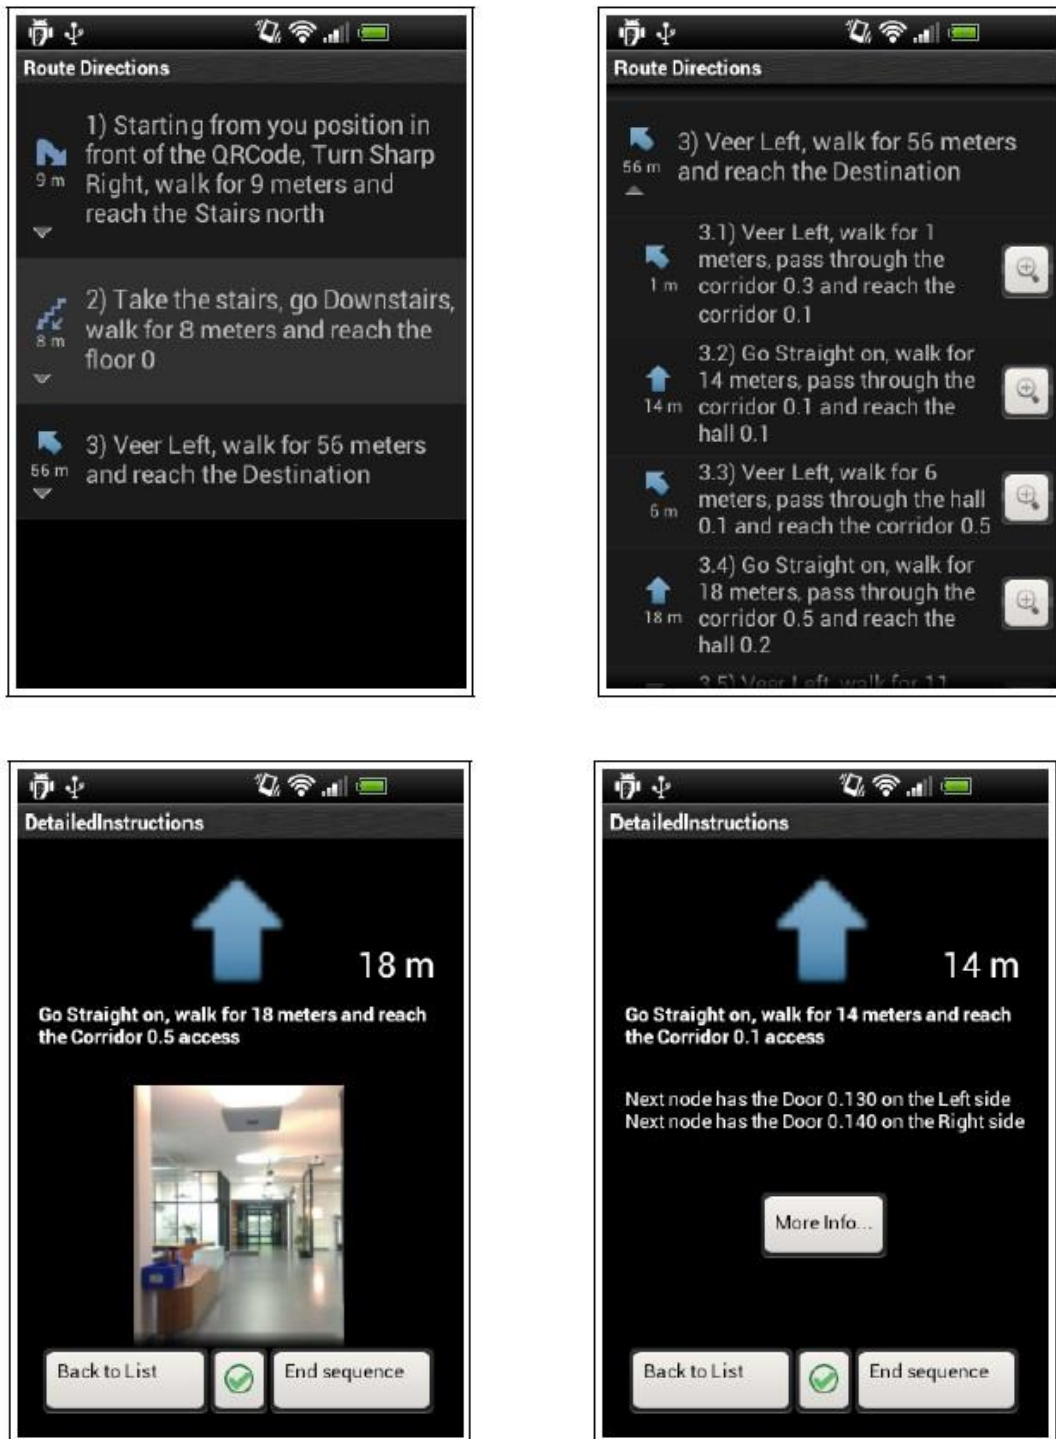 Route Directions
1) Starting from you position in
front of the QRCode, Turn Sharp
Right, walk for 9 meters and
reach the Stairs north
9 m
2) Take the stairs, go Downstairs,
walk for 8 meters and reach the
floor 0
8 m
3) Veer Left, walk for 56 meters
and reach the Destination
56 m
Route Directions
3) Veer Left, walk for 56 meters
and reach the Destination
56 m
3.1) Veer Left, walk for 1
meters, pass through the
corridor 0.3 and reach the
corridor 0.1
1 m
3.2) Go Straight on, walk for
14 meters, pass through the
corridor 0.1 and reach the
hall 0.1
14 m
3.3) Veer Left, walk for 6
meters, pass through the hall
0.1 and reach the corridor 0.5
6 m
3.4) Go Straight on, walk for
18 meters, pass through the
corridor 0.5 and reach the
hall 0.2
18 m
3.5) Veer Left, walk for 11
DetailedInstructions
18 m
Go Straight on, walk for 18 meters and reach
the Corridor 0.5 access
Back to List
End sequence
DetailedInstructions
14 m
Go Straight on, walk for 14 meters and reach
the Corridor 0.1 access
Next node has the Door 0.130 on the Left side
Next node has the Door 0.140 on the Right side
More Info...
Back to List
End sequence